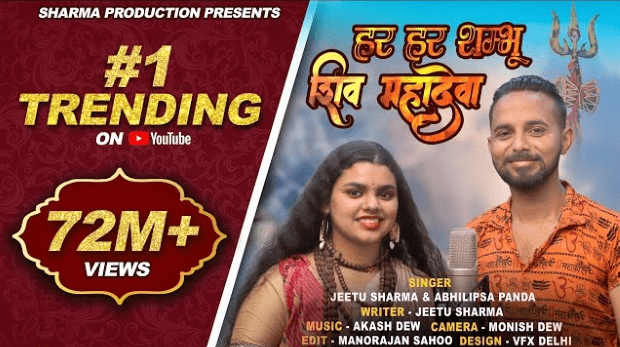 SHARMA PRODUCTION PRESENTS
#1
TRENDING
ON YouTube
72M+
VIEWS
हर हर शम्भू
शिव महादेवा
SINGER
JEETU SHARMA & ABHILIPSA PANDA
WRITER - JEETU SHARMA
MUSIC - AKASH DEW CAMERA - MONISH DEW
EDIT - MANORAJAN SAHOO DESIGN - VFX DELHI